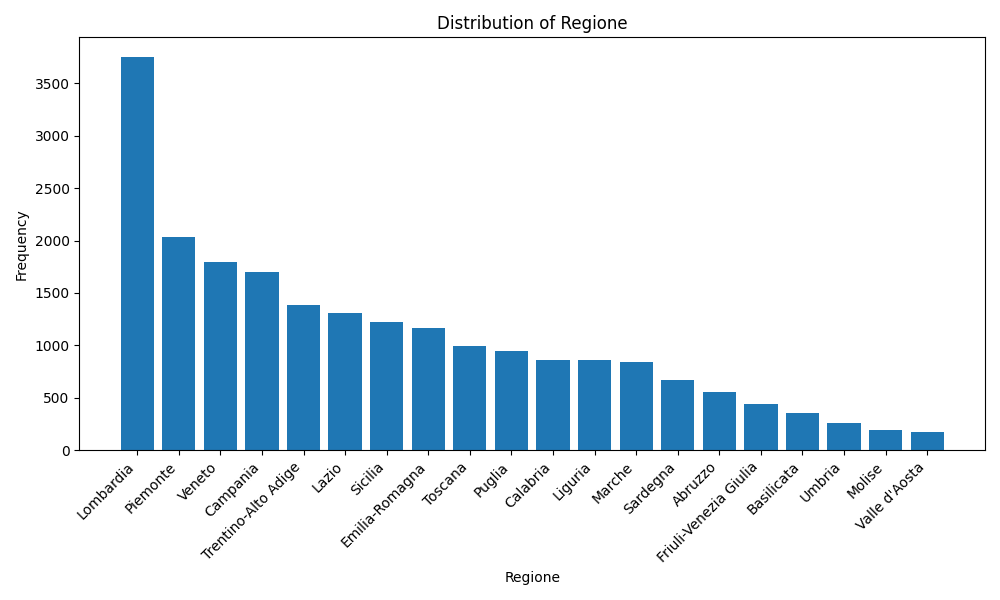 Distribution of Regione
Frequency
3500
3000
2500
2000
1500
1000
500
0
Lombardia
Piemonte
Veneto
Campania
Trentino-Alto Adige
Lazio
Sicilia
Emilia-Romagna
Toscana
Puglia
Calabria
Liguria
Marche
Sardegna
Abruzzo
Friuli-Venezia Giulia
Basilicata
Umbria
Molise
Valle d'Aosta
Regione